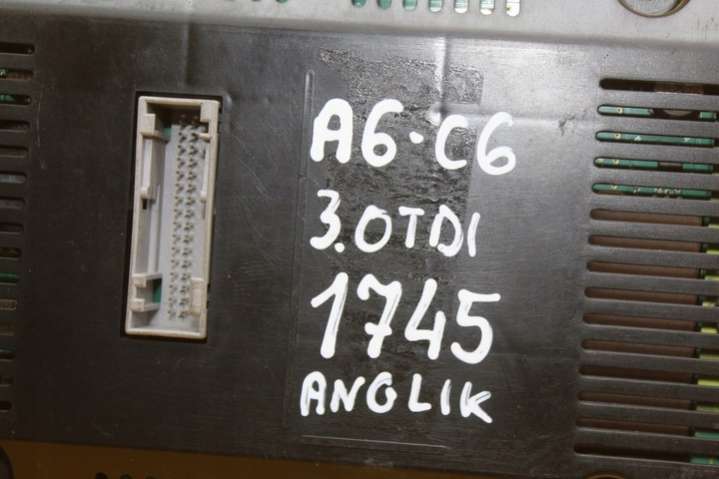 A6·C6
3.0TDI
1745
ANGLIK